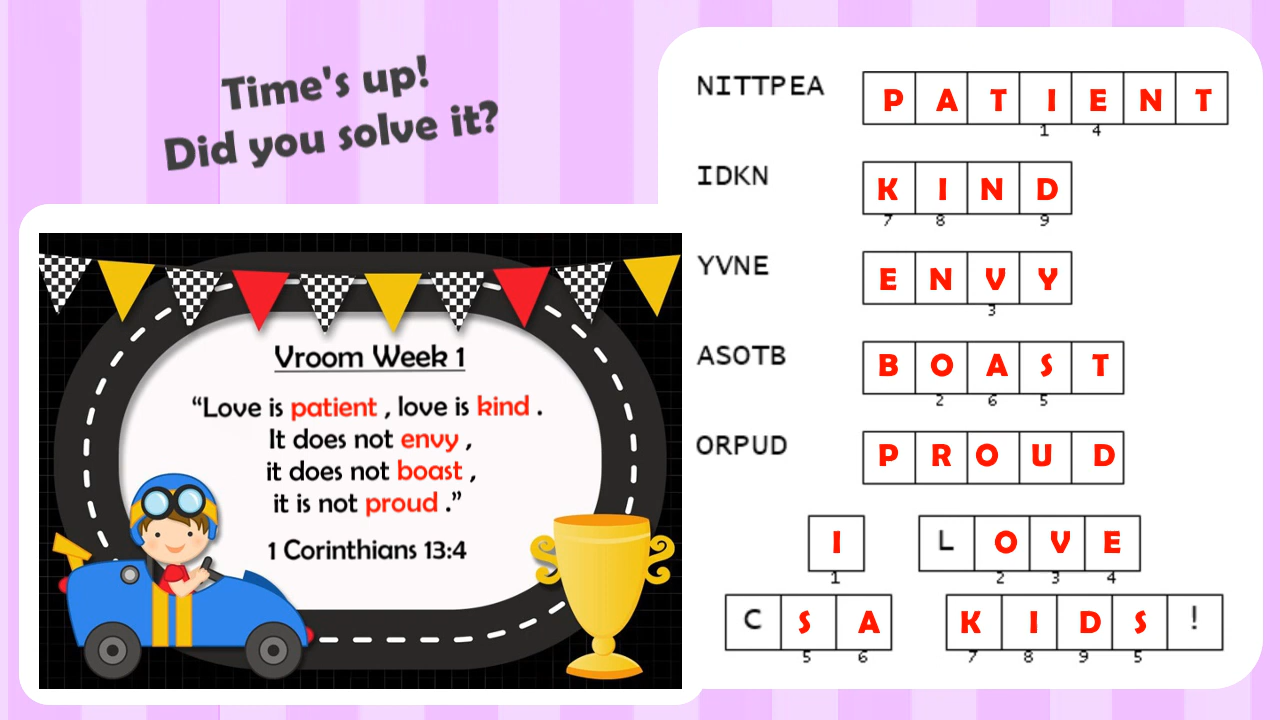 Time's up!
Did you solve it?
Vroom Week 1
“Love is patient , love is kind .
It does not envy ,
it does not boast ,
it is not proud .”
1 Corinthians 13:4
NITTPEA P A T I E N T
1 4
IDKN K I N D
7 8 9
YVNE E N V Y
3
ASOTB B O A S T
2 6 5
ORPUD P R O U D
I L O V E
1 2 3 4
C S A K I D S !
5 6 7 8 9 5